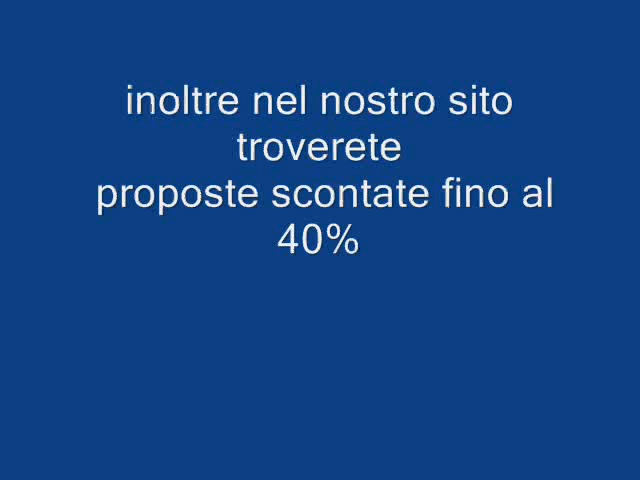 inoltre nel nostro sito
troverete
proposte scontate fino al
40%